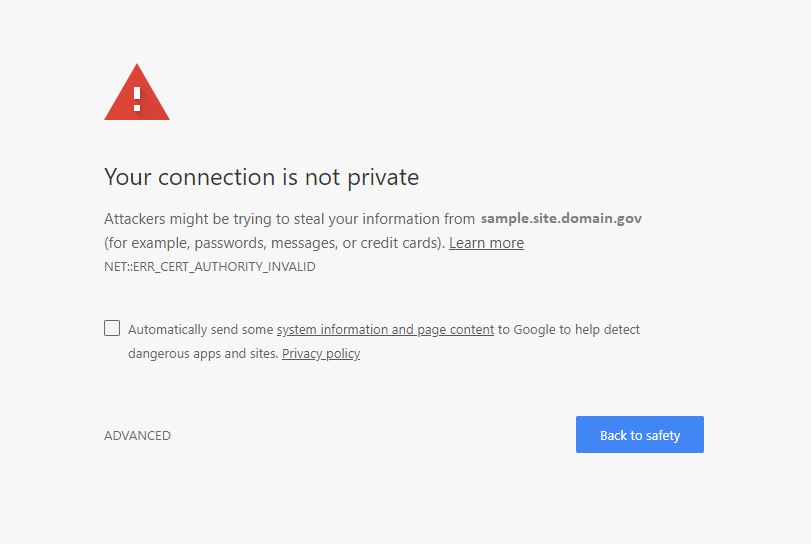 Your connection is not private
Attackers might be trying to steal your information from sample.site.domain.gov
(for example, passwords, messages, or credit cards). Learn more
NET::ERR_CERT_AUTHORITY_INVALID
Automatically send some system information and page content to Google to help detect
dangerous apps and sites. Privacy policy
ADVANCED
Back to safety